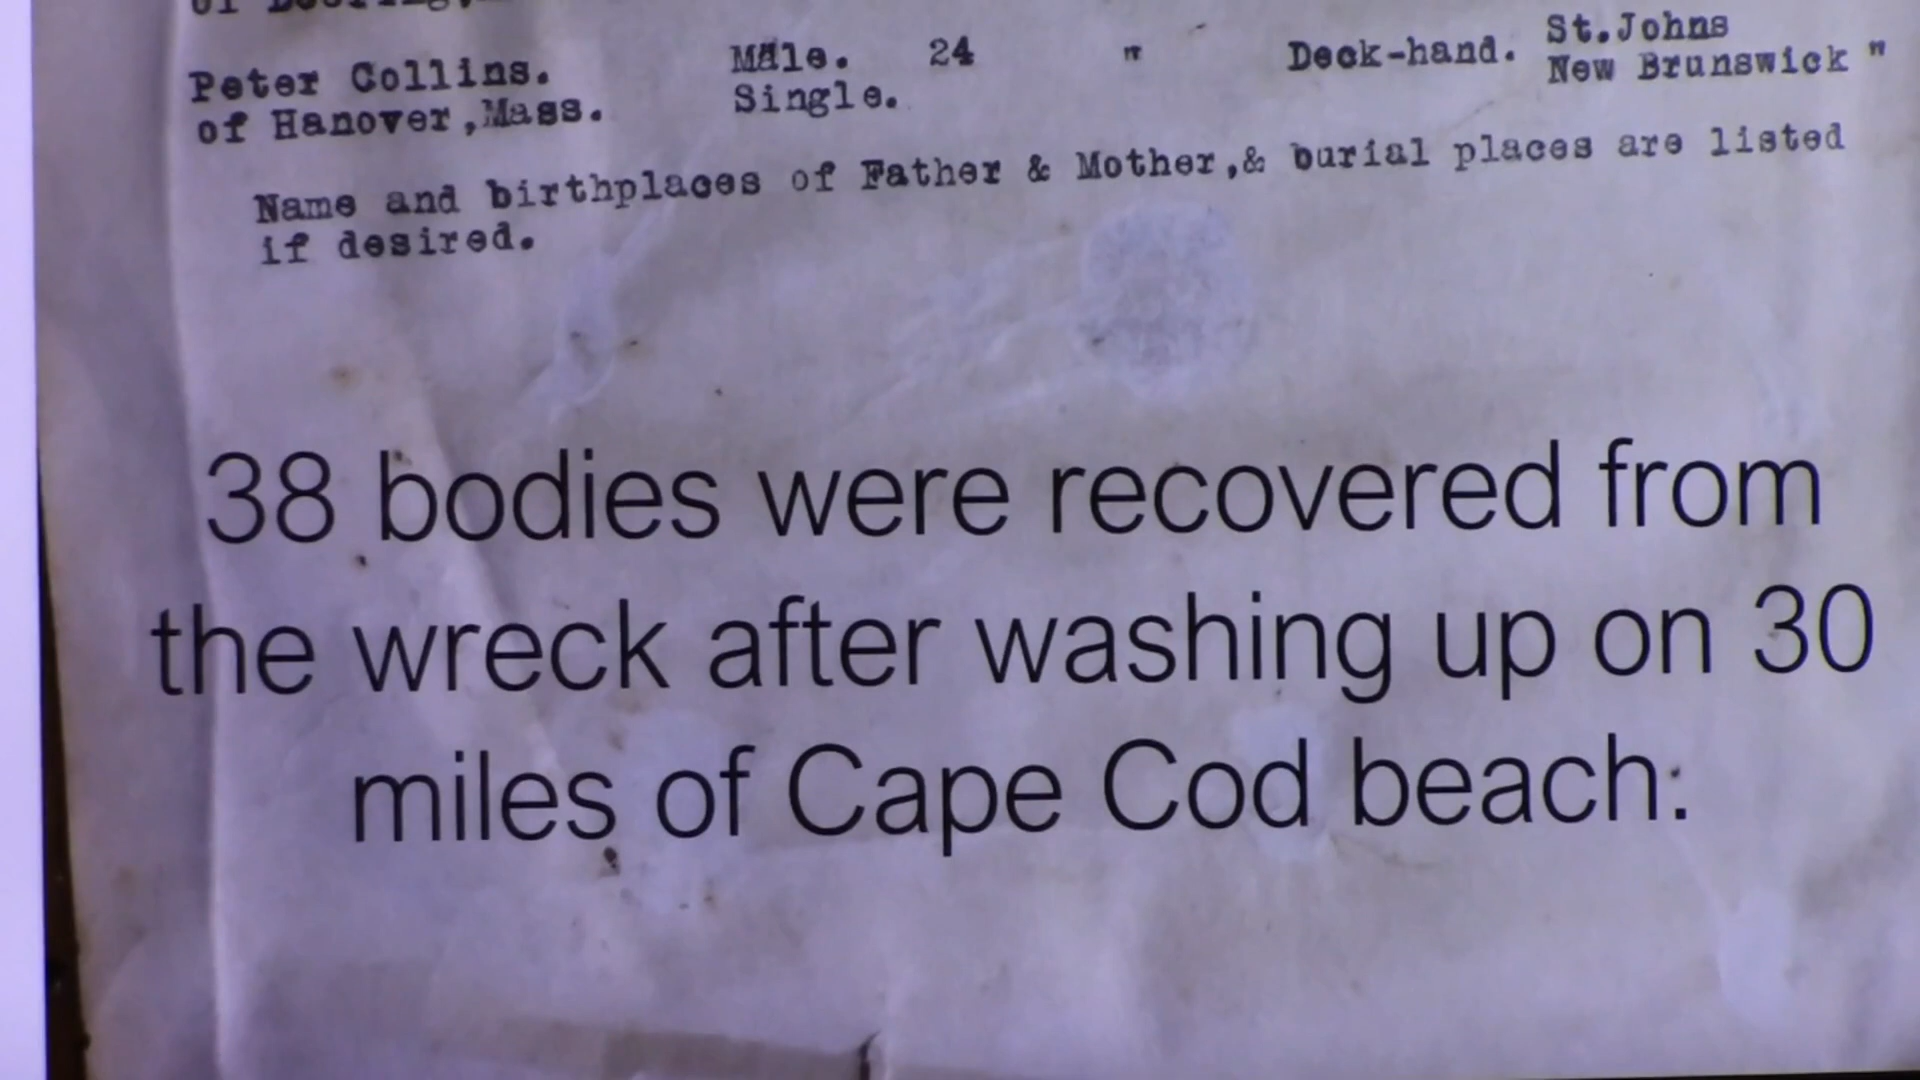 Peter Collins. Male. 24 " Deck-hand. St.Johns
of Hanover,Mass. Single. New Brunswick "
Name and birthplaces of Father & Mother,& burial places are listed
if desired.
38 bodies were recovered from
the wreck after washing up on 30
miles of Cape Cod beach.